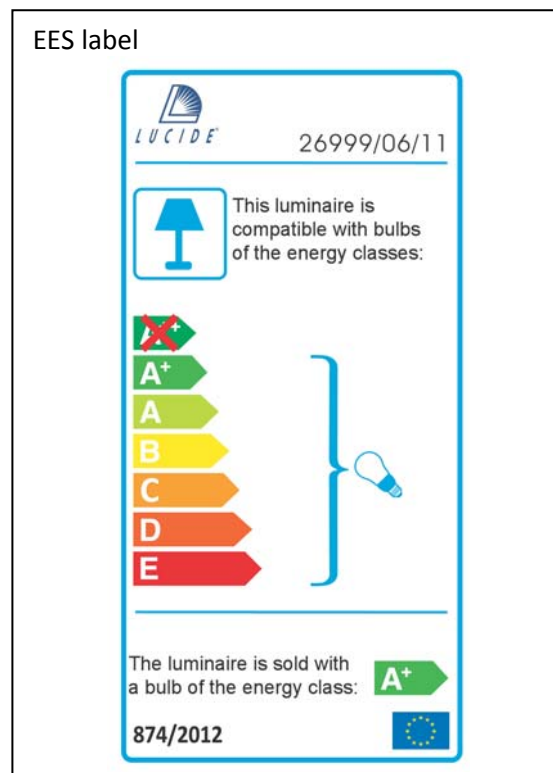 EES label
LUCIDE®
26999/06/11
This luminaire is
compatible with bulbs
of the energy classes:
A++
A+
A
B
C
D
E
The luminaire is sold with
a bulb of the energy class:
A+
874/2012